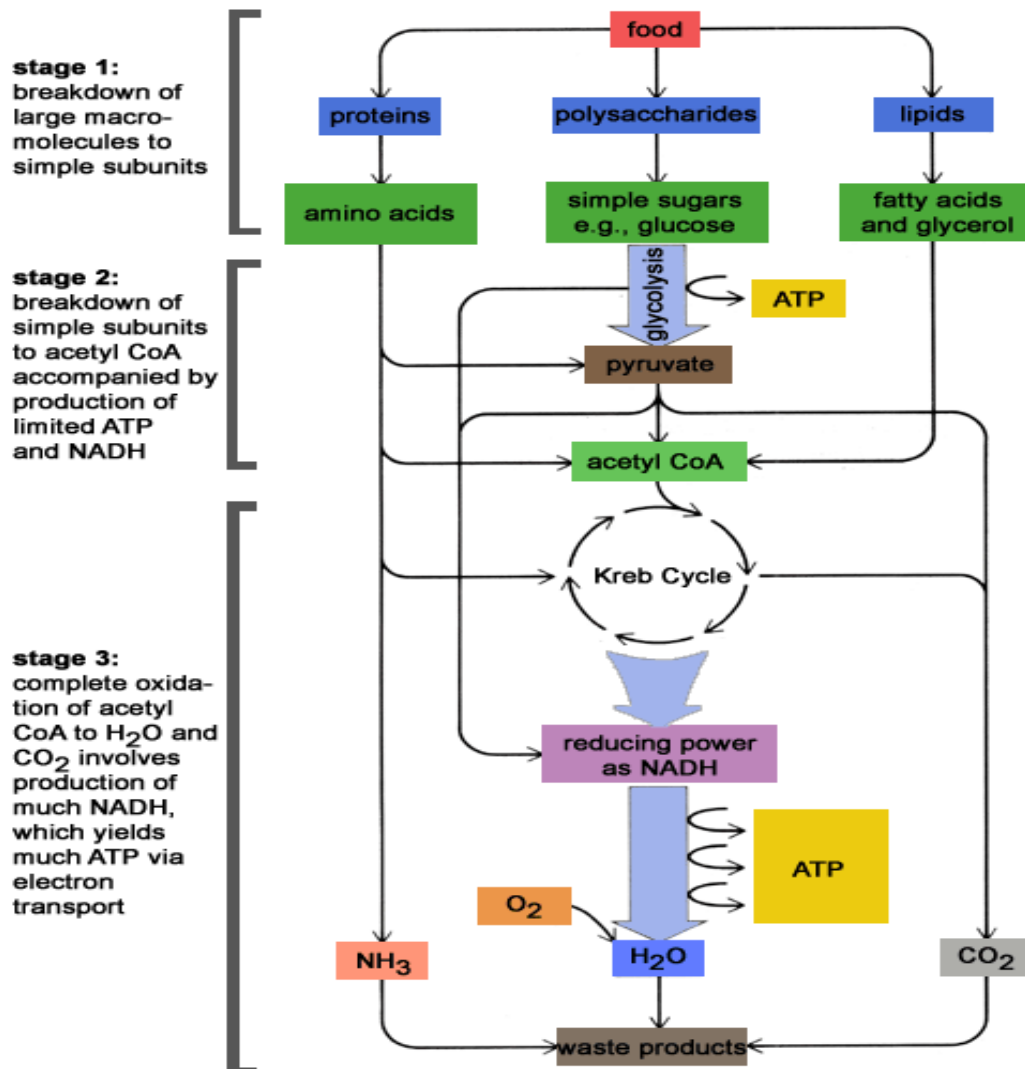 food
stage 1:
breakdown of
large macro-
molecules to
simple subunits
proteins
polysaccharides
lipids
amino acids
simple sugars
e.g., glucose
fatty acids
and glycerol
stage 2:
breakdown of
simple subunits
to acetyl CoA
accompanied by
production of
limited ATP
and NADH
glycolysis
ATP
pyruvate
acetyl CoA
Kreb Cycle
stage 3:
complete oxida-
tion of acetyl
CoA to H₂O and
CO₂ involves
production of
much NADH,
which yields
much ATP via
electron
transport
reducing power
as NADH
ATP
O₂
NH₃
H₂O
CO₂
waste products